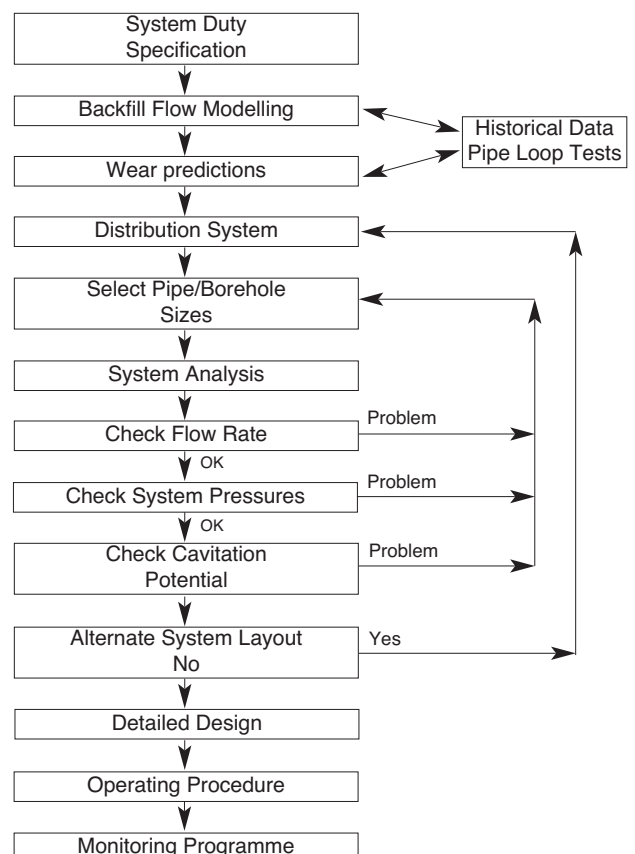 System Duty
Specification
Backfill Flow Modelling
Historical Data
Pipe Loop Tests
Wear predictions
Distribution System
Select Pipe/Borehole
Sizes
System Analysis
Check Flow Rate
Problem
OK
Check System Pressures
Problem
OK
Check Cavitation
Potential
Problem
Alternate System Layout
No
Yes
Detailed Design
Operating Procedure
Monitoring Programme